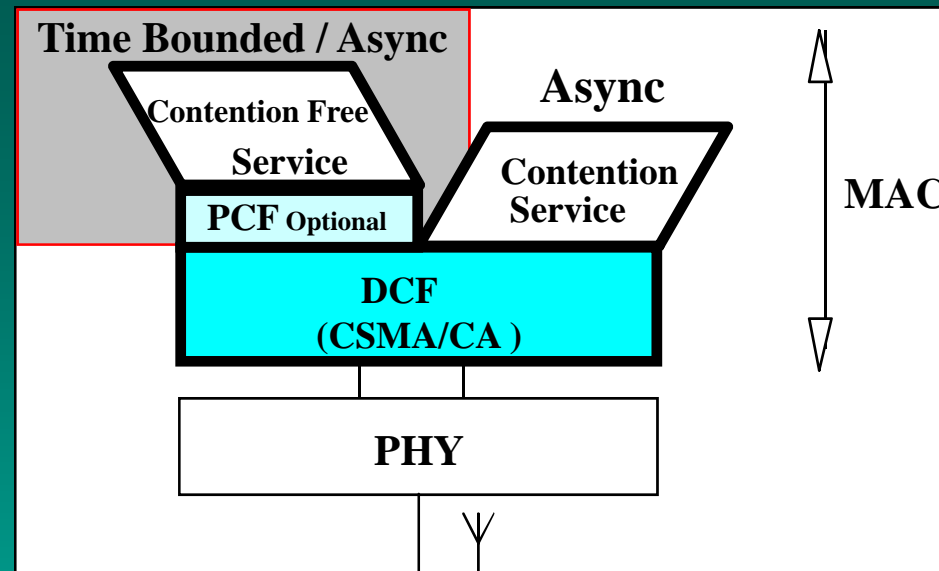 Time Bounded / Async
Contention Free
Service
PCF Optional
Async
Contention
Service
MAC
DCF
(CSMA/CA )
PHY